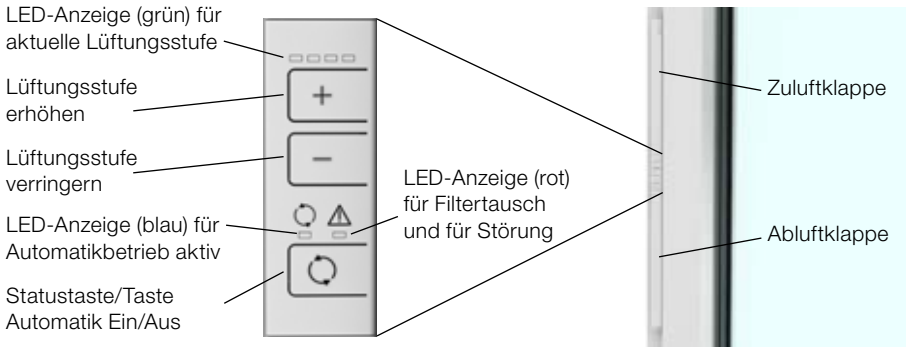 LED-Anzeige (grün) für
aktuelle Lüftungsstufe
Lüftungsstufe
erhöhen
+
Lüftungsstufe
verringern
−
LED-Anzeige (blau) für
Automatikbetrieb aktiv
Statustaste/Taste
Automatik Ein/Aus
LED-Anzeige (rot)
für Filtertausch
und für Störung
Zuluftklappe
Abluftklappe